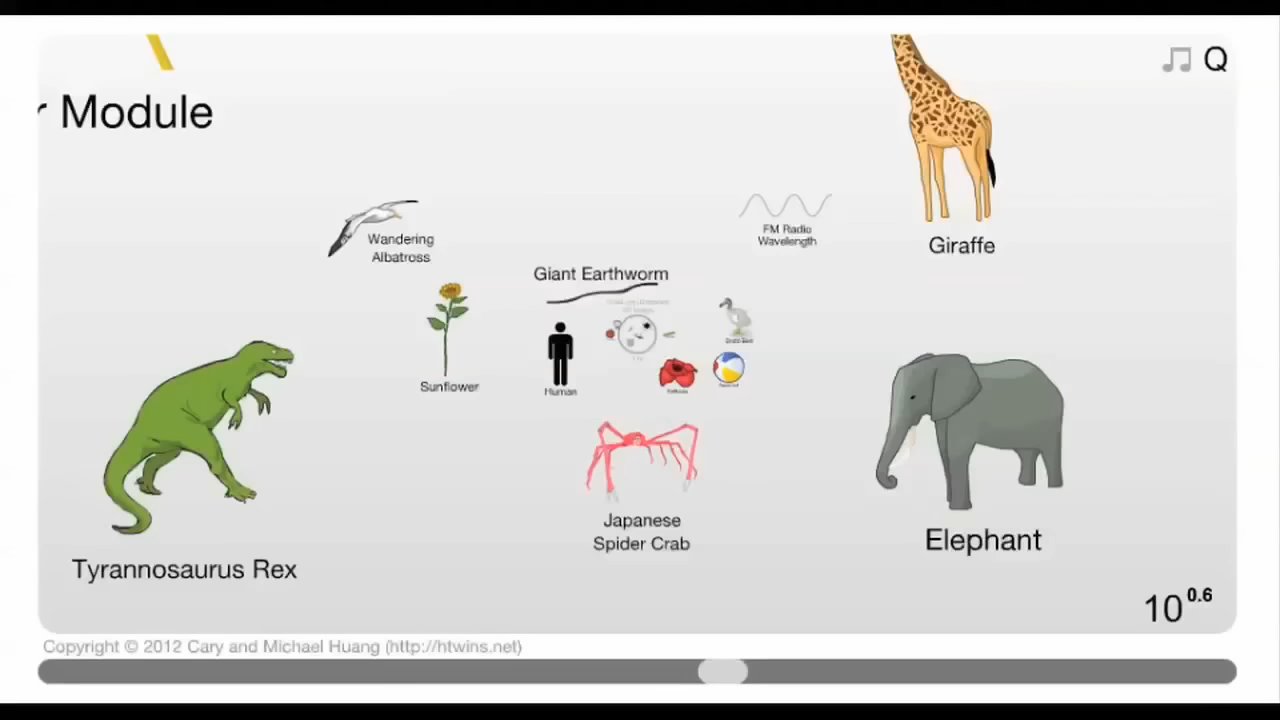 r Module
Q
Wandering
Albatross
FM Radio
Wavelength
Giraffe
Giant Earthworm
Sunflower
Human
Japanese
Spider Crab
Elephant
Tyrannosaurus Rex
10^0.6
Copyright © 2012 Cary and Michael Huang (http://htwins.net)